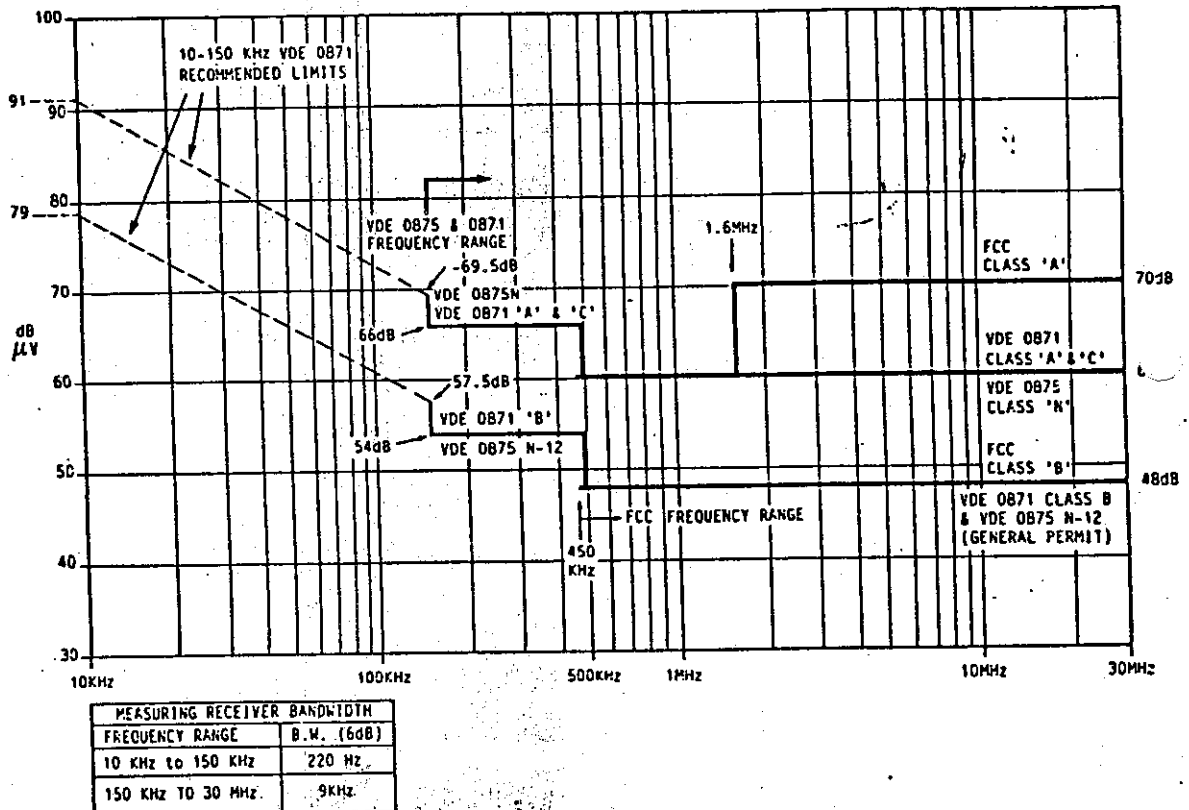 100
10-150 KHz VDE 0871
RECOMMENDED LIMITS
91
90
80
79
VDE 0875 & 0871
FREQUENCY RANGE
1.6MHz
FCC
CLASS 'A'
-69.5dB
70dB
70
VDE 0875N
VDE 0871 'A' & 'C'
66dB
dB
μV
VDE 0871
CLASS 'A'&'C'
60
57.5dB
VDE 0875
CLASS 'N'
VDE 0871 'B'
54dB
VDE 0875 N-12
FCC
CLASS 'B'
50
48dB
FCC FREQUENCY RANGE
VDE 0871 CLASS B
& VDE 0875 N-12
(GENERAL PERMIT)
450
KHz
40
30
10KHz
100KHz
500KHz
1MHz
10MHz
30MHz
MEASURING RECEIVER BANDWIDTH
FREQUENCY RANGE B.W. (6dB)
10 KHz to 150 KHz 220 Hz
150 KHz TO 30 MHz. 9KHz